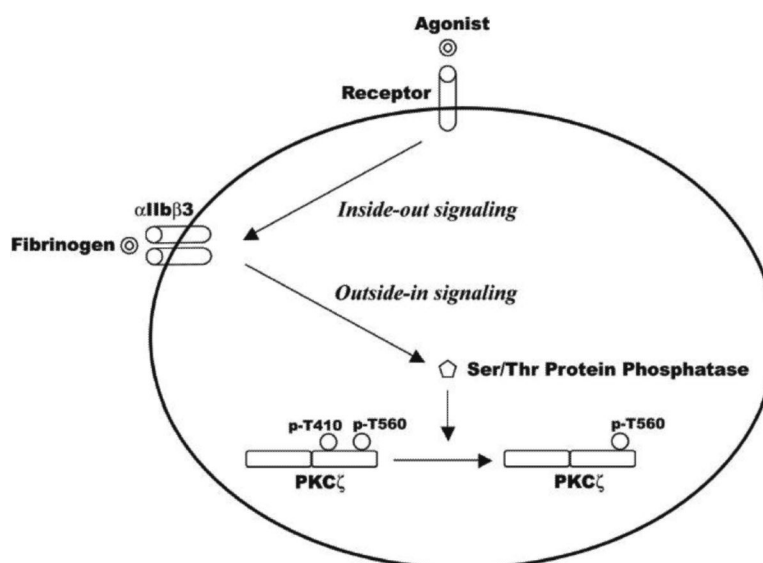 Agonist
Receptor
αIIbβ3
Inside-out signaling
Fibrinogen
Outside-in signaling
Ser/Thr Protein Phosphatase
p-T410 p-T560
p-T560
PKCζ
PKCζ